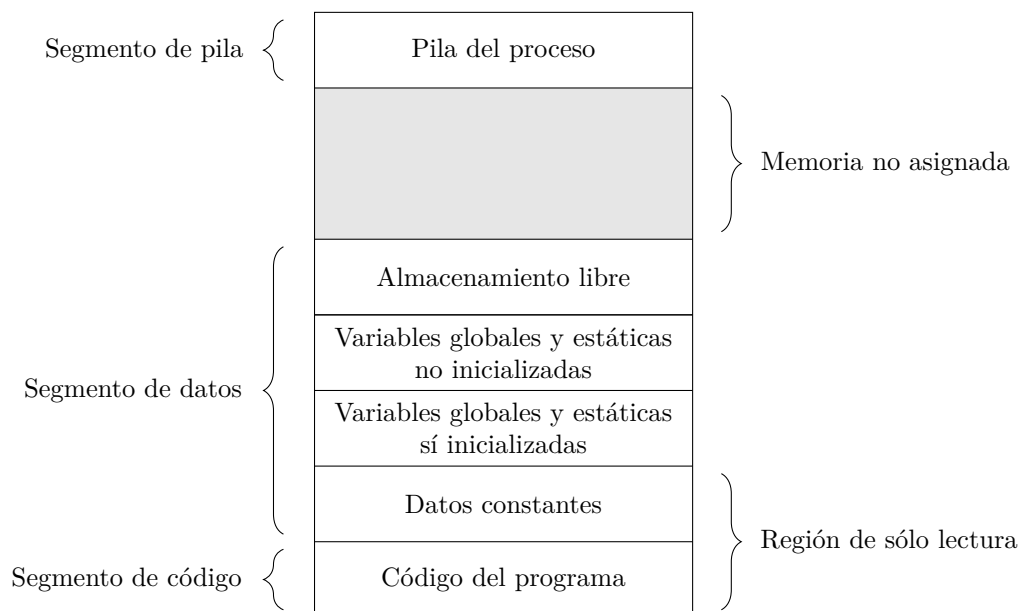 Segmento de pila
Pila del proceso
Memoria no asignada
Almacenamiento libre
Variables globales y estáticas
no inicializadas
Segmento de datos
Variables globales y estáticas
sí inicializadas
Datos constantes
Región de sólo lectura
Segmento de código
Código del programa